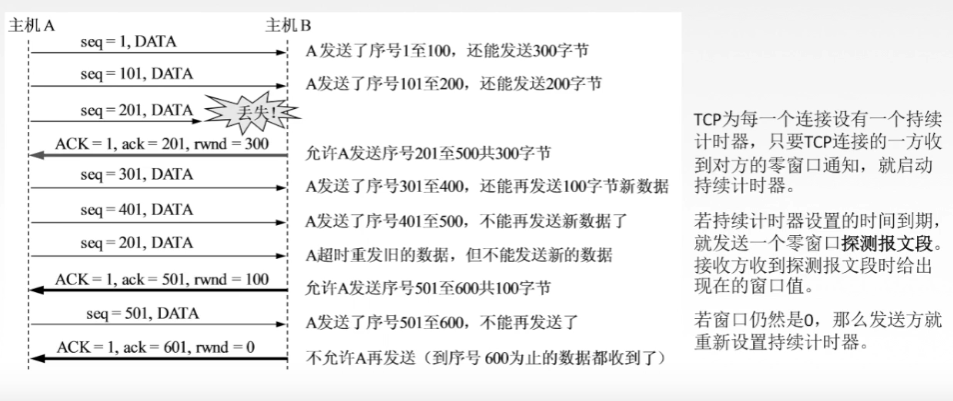 主机A 主机B
seq = 1, DATA A发送了序号1至100，还能发送300字节
seq = 101, DATA A发送了序号101至200，还能发送200字节
seq = 201, DATA 丢失! 
ACK = 1, ack = 201, rwnd = 300 允许A发送序号201至500共300字节
seq = 301, DATA A发送了序号301至400，还能再发送100字节新数据
seq = 401, DATA A发送了序号401至500，不能再发送新数据了
seq = 201, DATA A超时重发旧的数据，但不能发送新的数据
ACK = 1, ack = 501, rwnd = 100 允许A发送序号501至600共100字节
seq = 501, DATA A发送了序号501至600，不能再发送了
ACK = 1, ack = 601, rwnd = 0 不允许A再发送（到序号 600为止的数据都收到了）
TCP为每一个连接设有一个持续
计时器，只要TCP连接的一方收
到对方的零窗口通知，就启动
持续计时器。
若持续计时器设置的时间到期，
就发送一个零窗口探测报文段。
接收方收到探测报文段时给出
现在的窗口值。
若窗口仍然是0，那么发送方就
重新设置持续计时器。